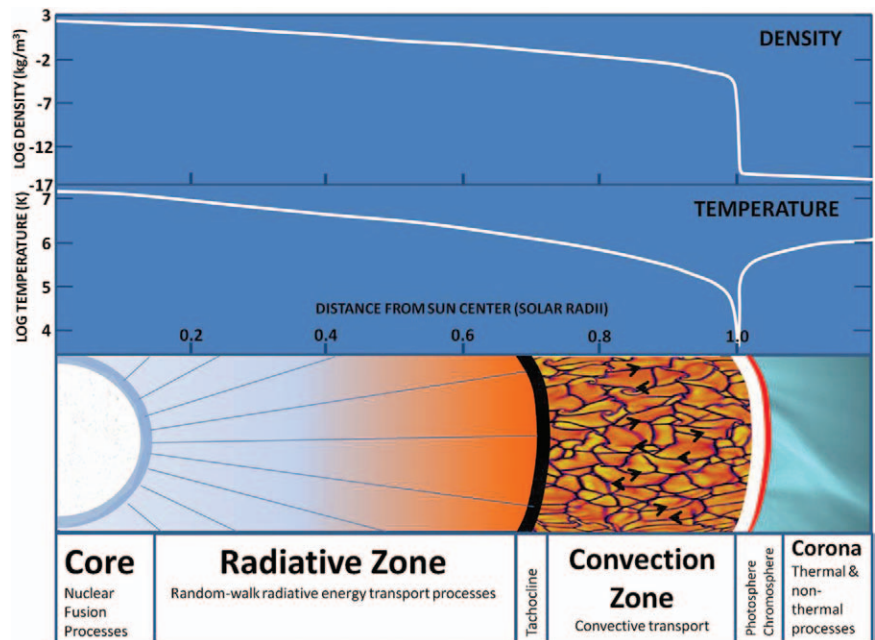 3
DENSITY
-2
-7
-12
-17
LOG DENSITY (kg/m³)
7
TEMPERATURE
6
5
4
LOG TEMPERATURE (K)
DISTANCE FROM SUN CENTER (SOLAR RADII)
0.2 0.4 0.6 0.8 1.0
Core
Nuclear
Fusion
Processes
Radiative Zone
Random-walk radiative energy transport processes
Tachocline
Convection
Zone
Convective transport
Photosphere
Chromosphere
Corona
Thermal &
non-
thermal
processes